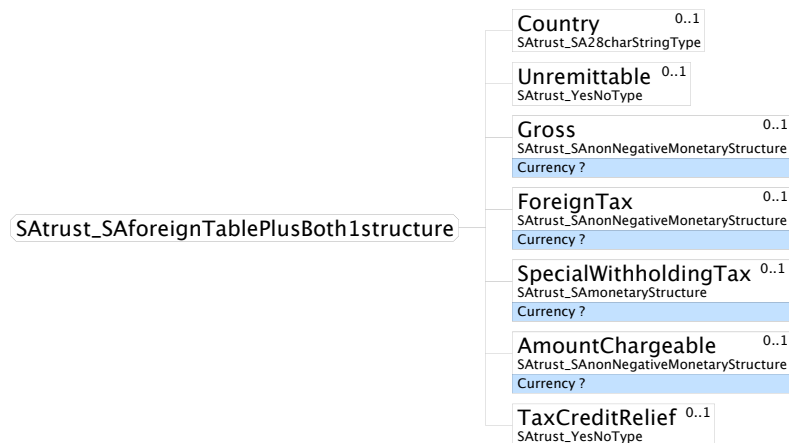 Country 0..1
SAtrust_SA28charStringType
Unremittable 0..1
SAtrust_YesNoType
Gross 0..1
SAtrust_SAnonNegativeMonetaryStructure
Currency ?
SAtrust_SAforeignTablePlusBoth1structure
ForeignTax 0..1
SAtrust_SAnonNegativeMonetaryStructure
Currency ?
SpecialWithholdingTax 0..1
SAtrust_SAmonetaryStructure
Currency ?
AmountChargeable 0..1
SAtrust_SAnonNegativeMonetaryStructure
Currency ?
TaxCreditRelief 0..1
SAtrust_YesNoType